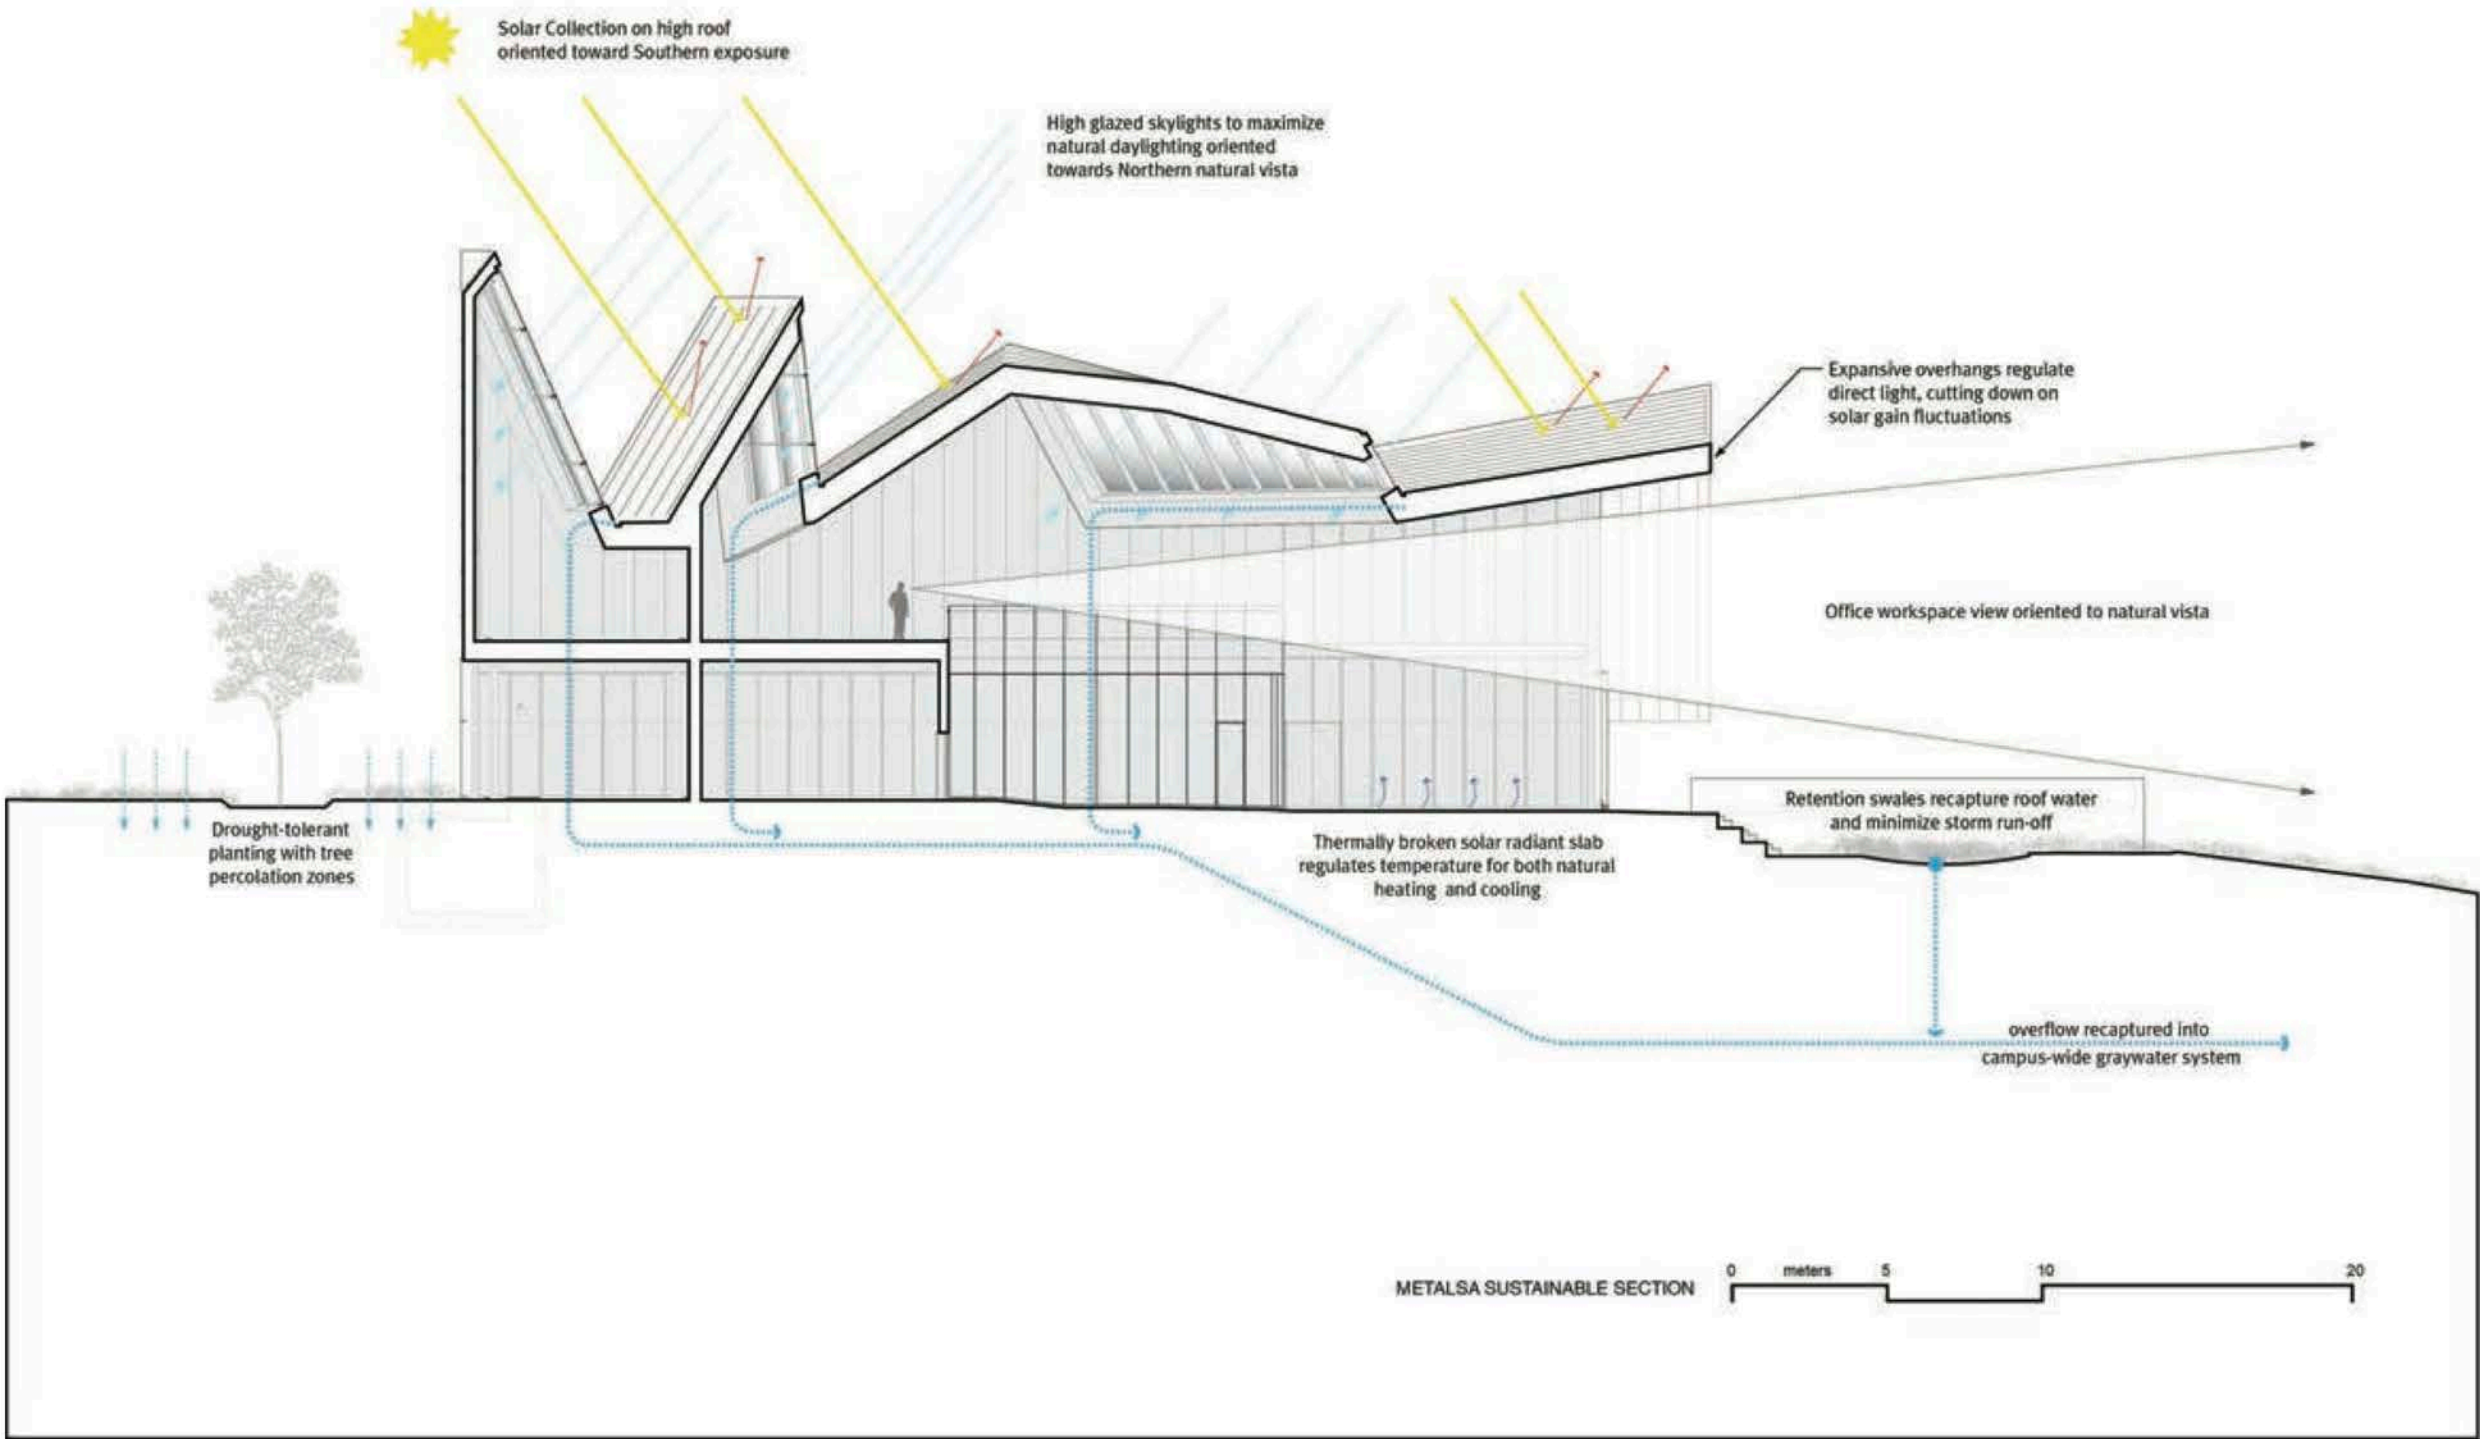 Solar Collection on high roof
oriented toward Southern exposure
High glazed skylights to maximize
natural daylighting oriented
towards Northern natural vista
Expansive overhangs regulate
direct light, cutting down on
solar gain fluctuations
Office workspace view oriented to natural vista
Retention swales recapture roof water
and minimize storm run-off
Drought-tolerant
planting with tree
percolation zones
Thermally broken solar radiant slab
regulates temperature for both natural
heating and cooling
overflow recaptured into
campus-wide graywater system
METALSA SUSTAINABLE SECTION
0 meters 5 10 20